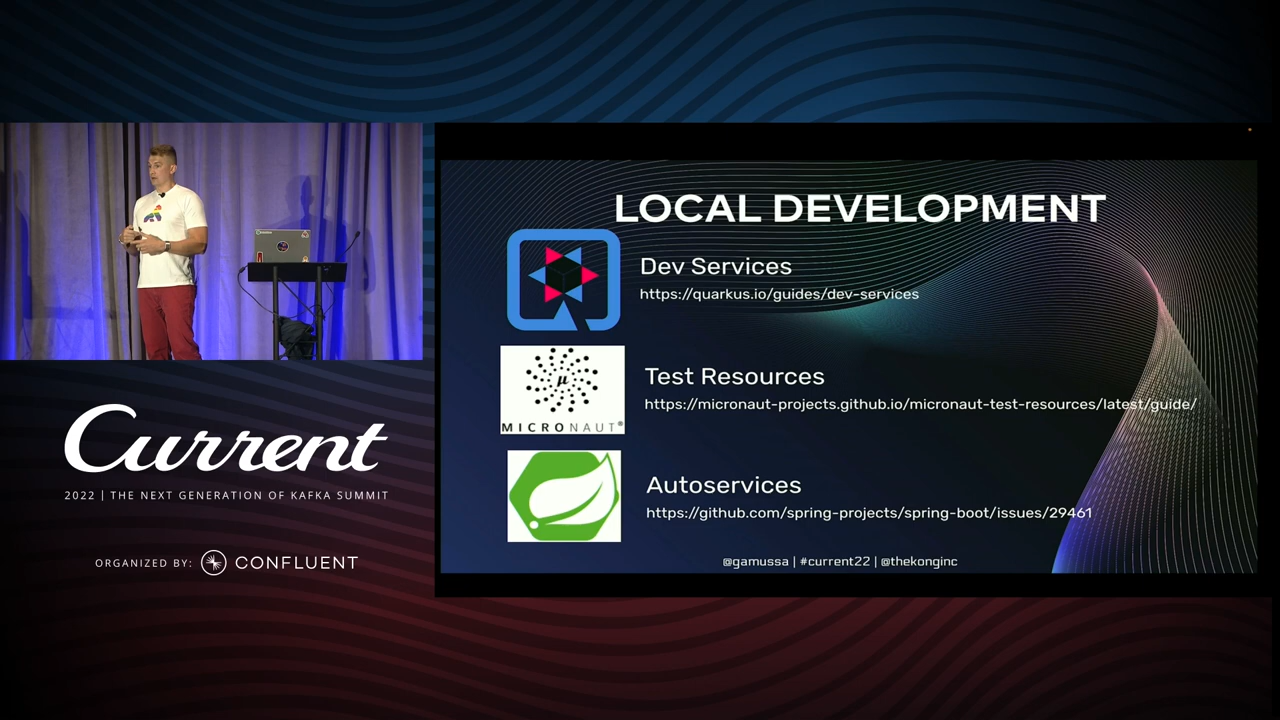 LOCAL DEVELOPMENT
Dev Services
https://quarkus.io/guides/dev-services
µ
MICRONAUT®
Test Resources
https://micronaut-projects.github.io/micronaut-test-resources/latest/guide/
Autoservices
https://github.com/spring-projects/spring-boot/issues/29461
@gamussa | #current22 | @thekonginc
Current
2022 | THE NEXT GENERATION OF KAFKA SUMMIT
ORGANIZED BY: CONFLUENT